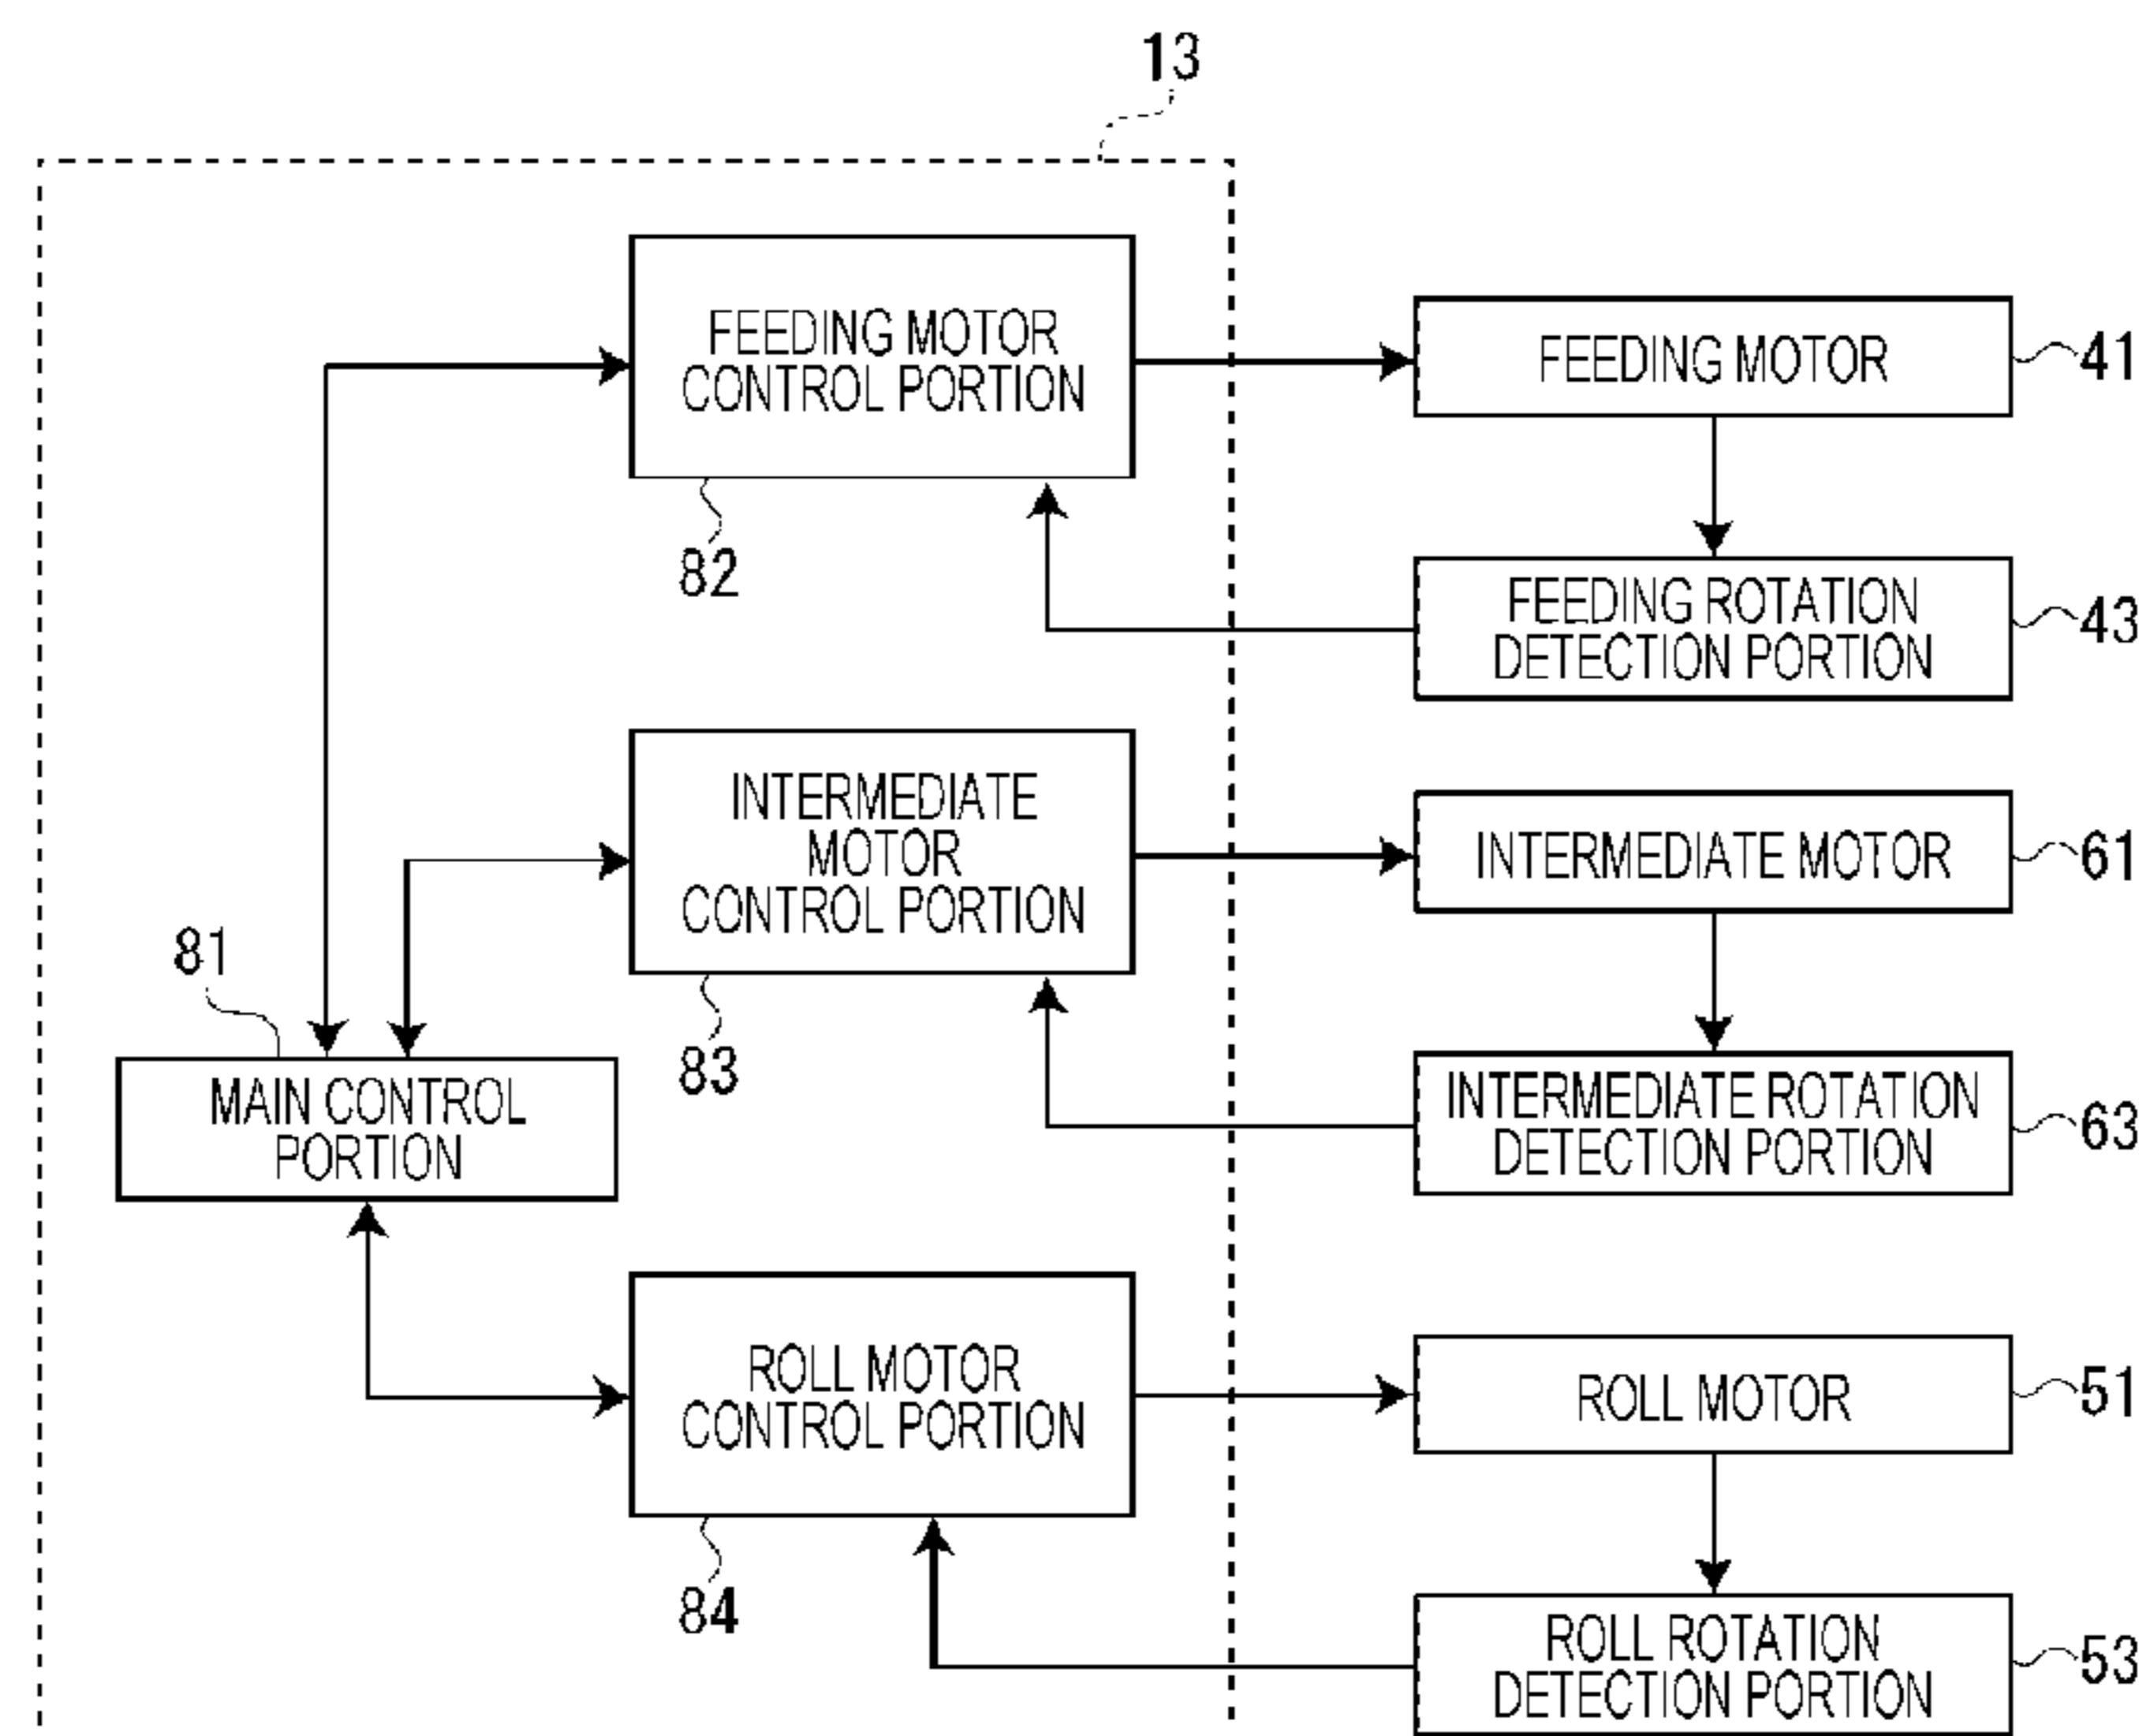 13
FEEDING MOTOR
CONTROL PORTION
82
FEEDING MOTOR
41
FEEDING ROTATION
DETECTION PORTION
43
INTERMEDIATE
MOTOR
CONTROL PORTION
83
INTERMEDIATE MOTOR
61
81
MAIN CONTROL
PORTION
INTERMEDIATE ROTATION
DETECTION PORTION
63
ROLL MOTOR
CONTROL PORTION
84
ROLL MOTOR
51
ROLL ROTATION
DETECTION PORTION
53